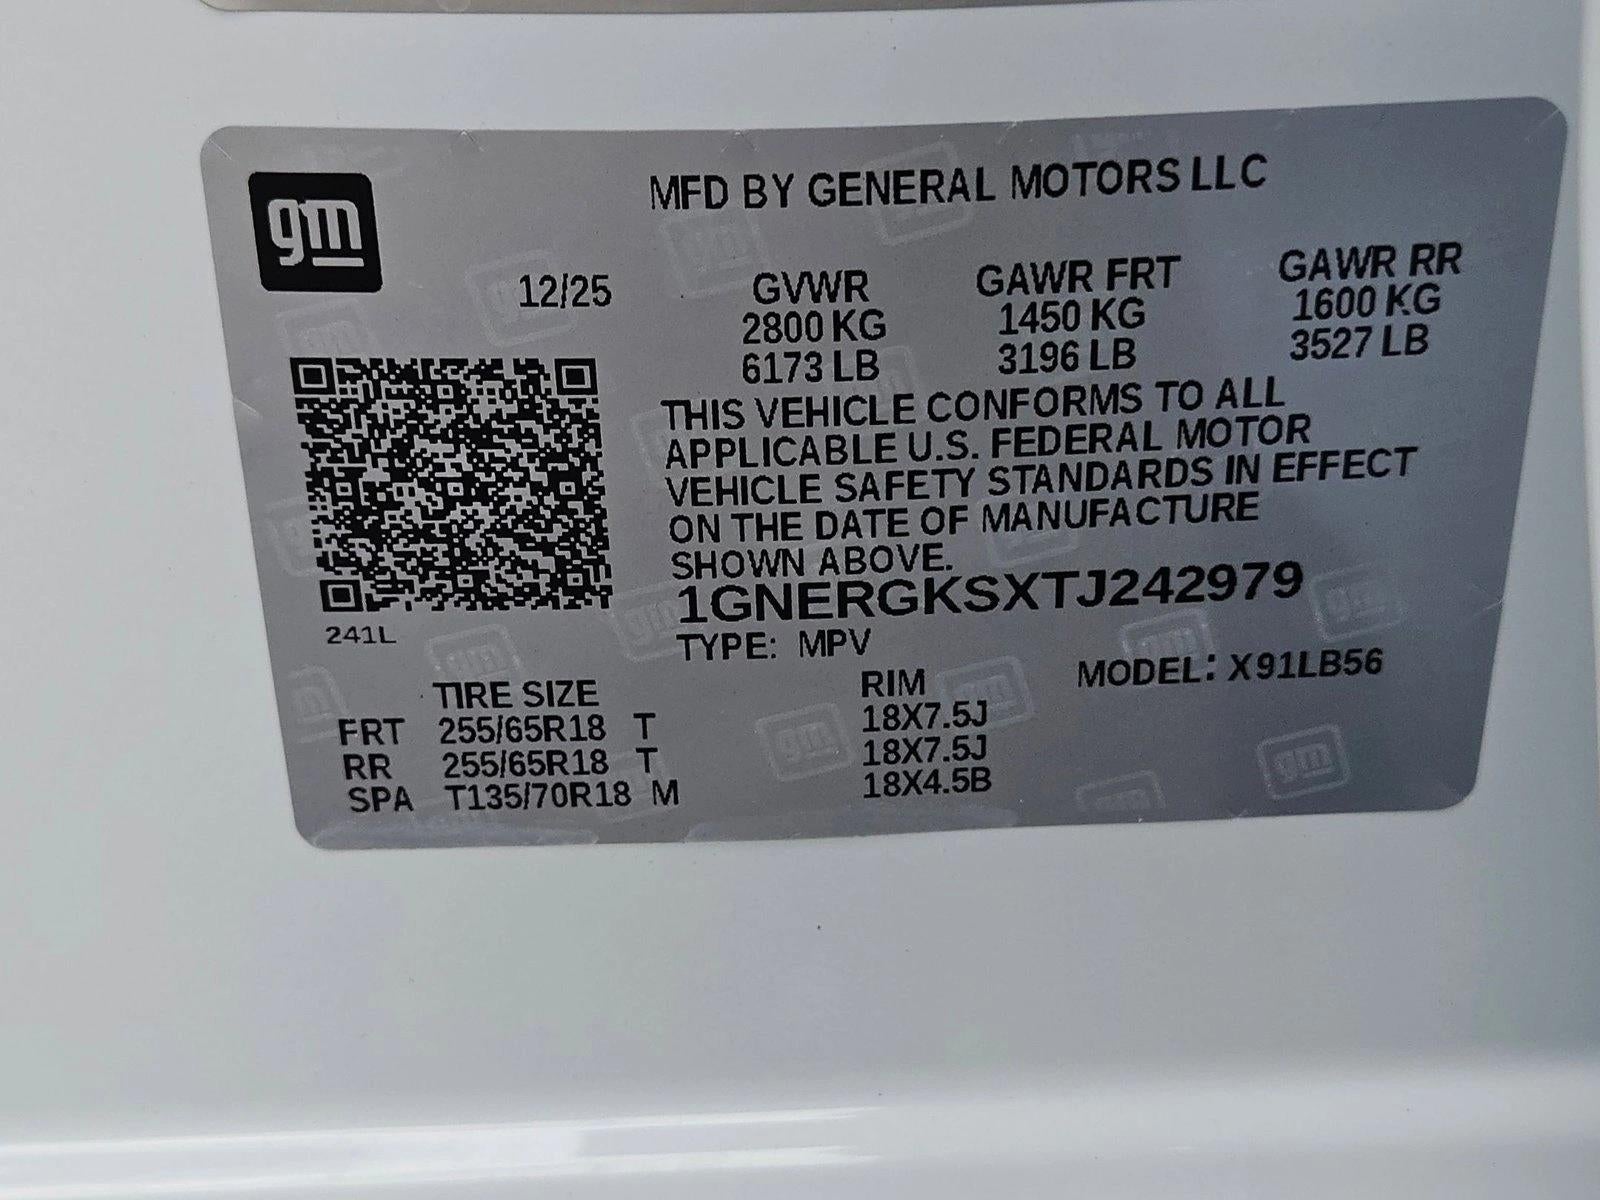 gm
MFD BY GENERAL MOTORS LLC
12/25 GVWR GAWR FRT GAWR RR
2800 KG 1450 KG 1600 KG
6173 LB 3196 LB 3527 LB
THIS VEHICLE CONFORMS TO ALL
APPLICABLE U.S. FEDERAL MOTOR
VEHICLE SAFETY STANDARDS IN EFFECT
ON THE DATE OF MANUFACTURE
SHOWN ABOVE.
1GNERGKSXTJ242979
241L
TYPE: MPV
MODEL: X91LB56
TIRE SIZE RIM
FRT 255/65R18 T 18X7.5J
RR 255/65R18 T 18X7.5J
SPA T135/70R18 M 18X4.5B